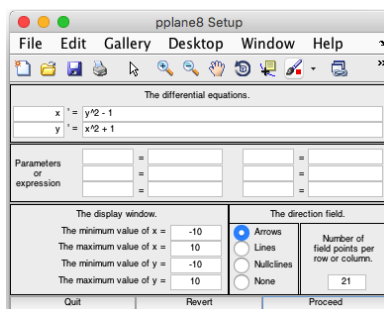 pplane8 Setup
File Edit Gallery Desktop Window Help
The differential equations.
x ' = y^2 - 1
y ' = x^2 + 1
Parameters or expression
= =
= =
= =
The display window.
The minimum value of x = -10
The maximum value of x = 10
The minimum value of y = -10
The maximum value of y = 10
The direction field.
Arrows
Lines
Nullclines
None
Number of
field points per
row or column.
21
Quit Revert Proceed